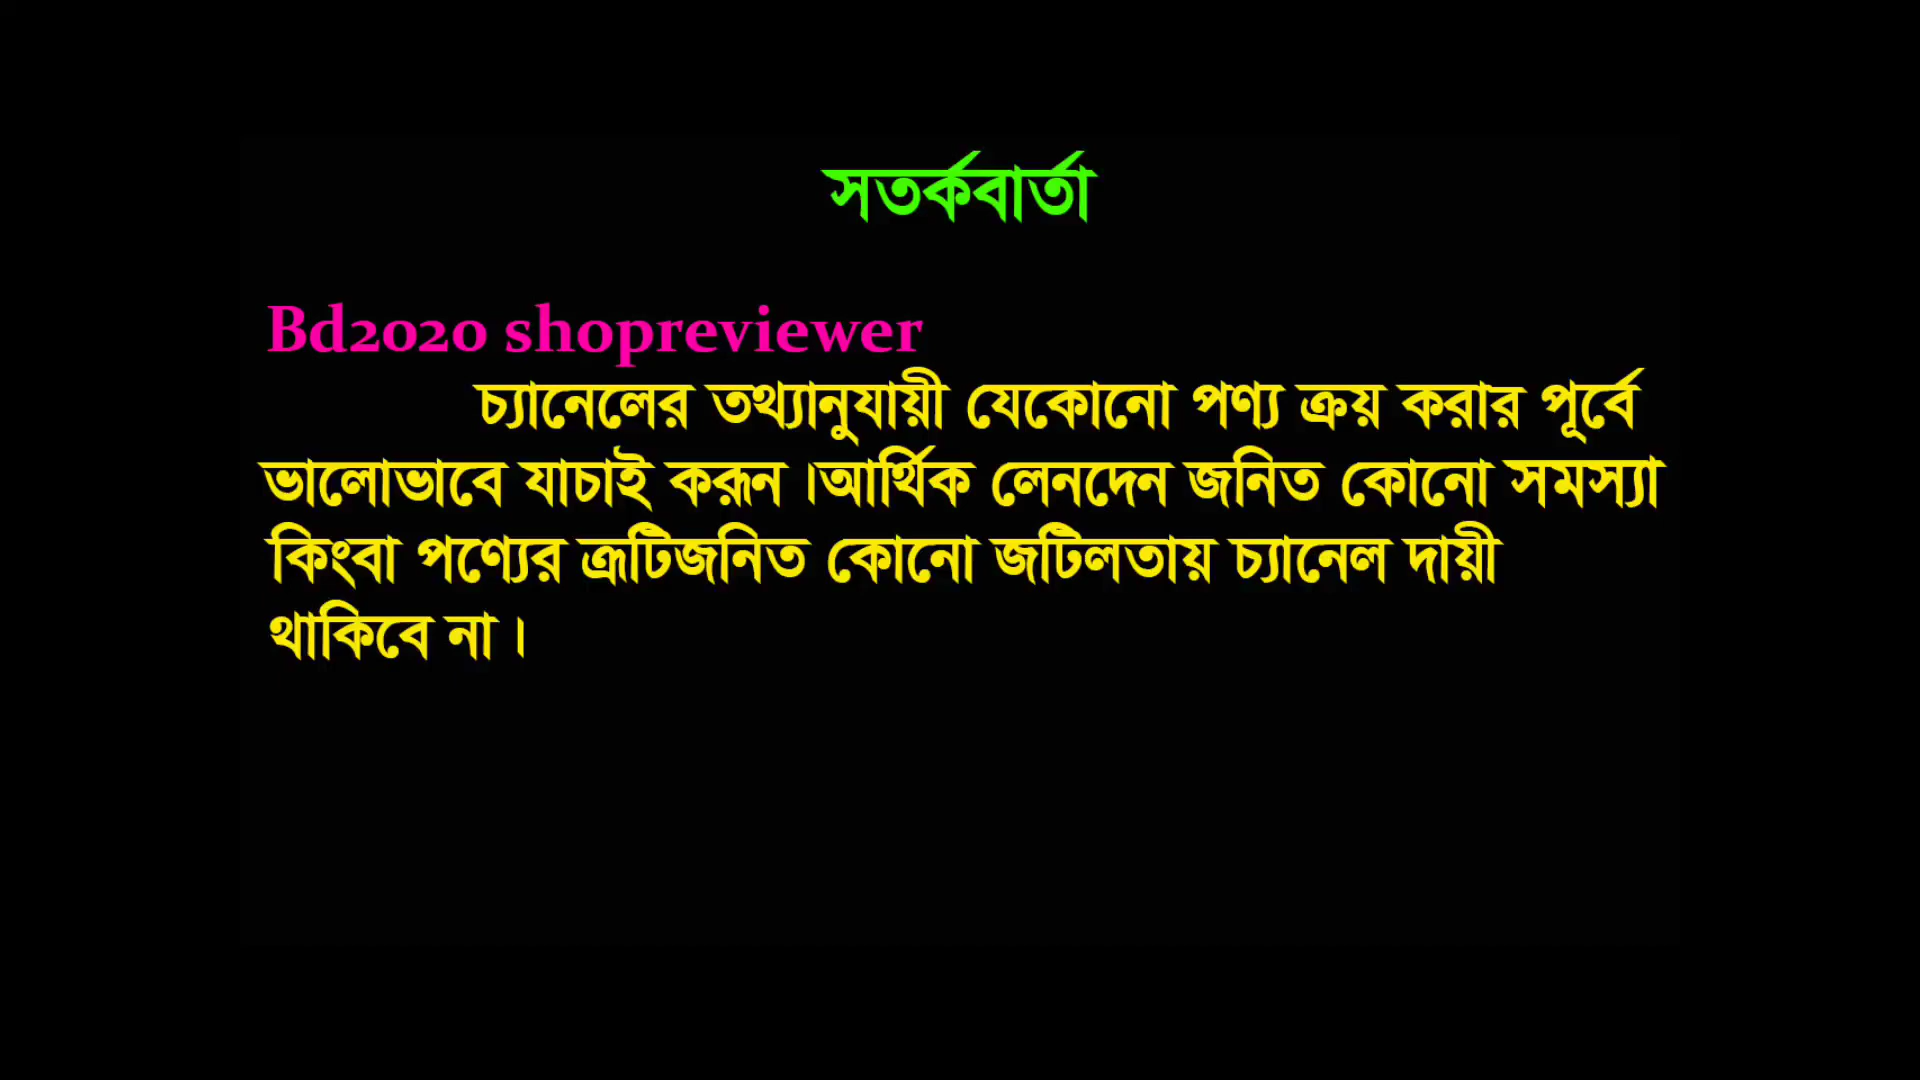 সতর্কবার্তা
Bd2020 shopreviewer
চ্যানেলের তথ্যানুযায়ী যেকোনো পণ্য ক্রয় করার পূর্বে
ভালোভাবে যাচাই করূন ।আর্থিক লেনদেন জনিত কোনো সমস্যা
কিংবা পণ্যের ত্রূটিজনিত কোনো জটিলতায় চ্যানেল দায়ী
থাকিবে না ।